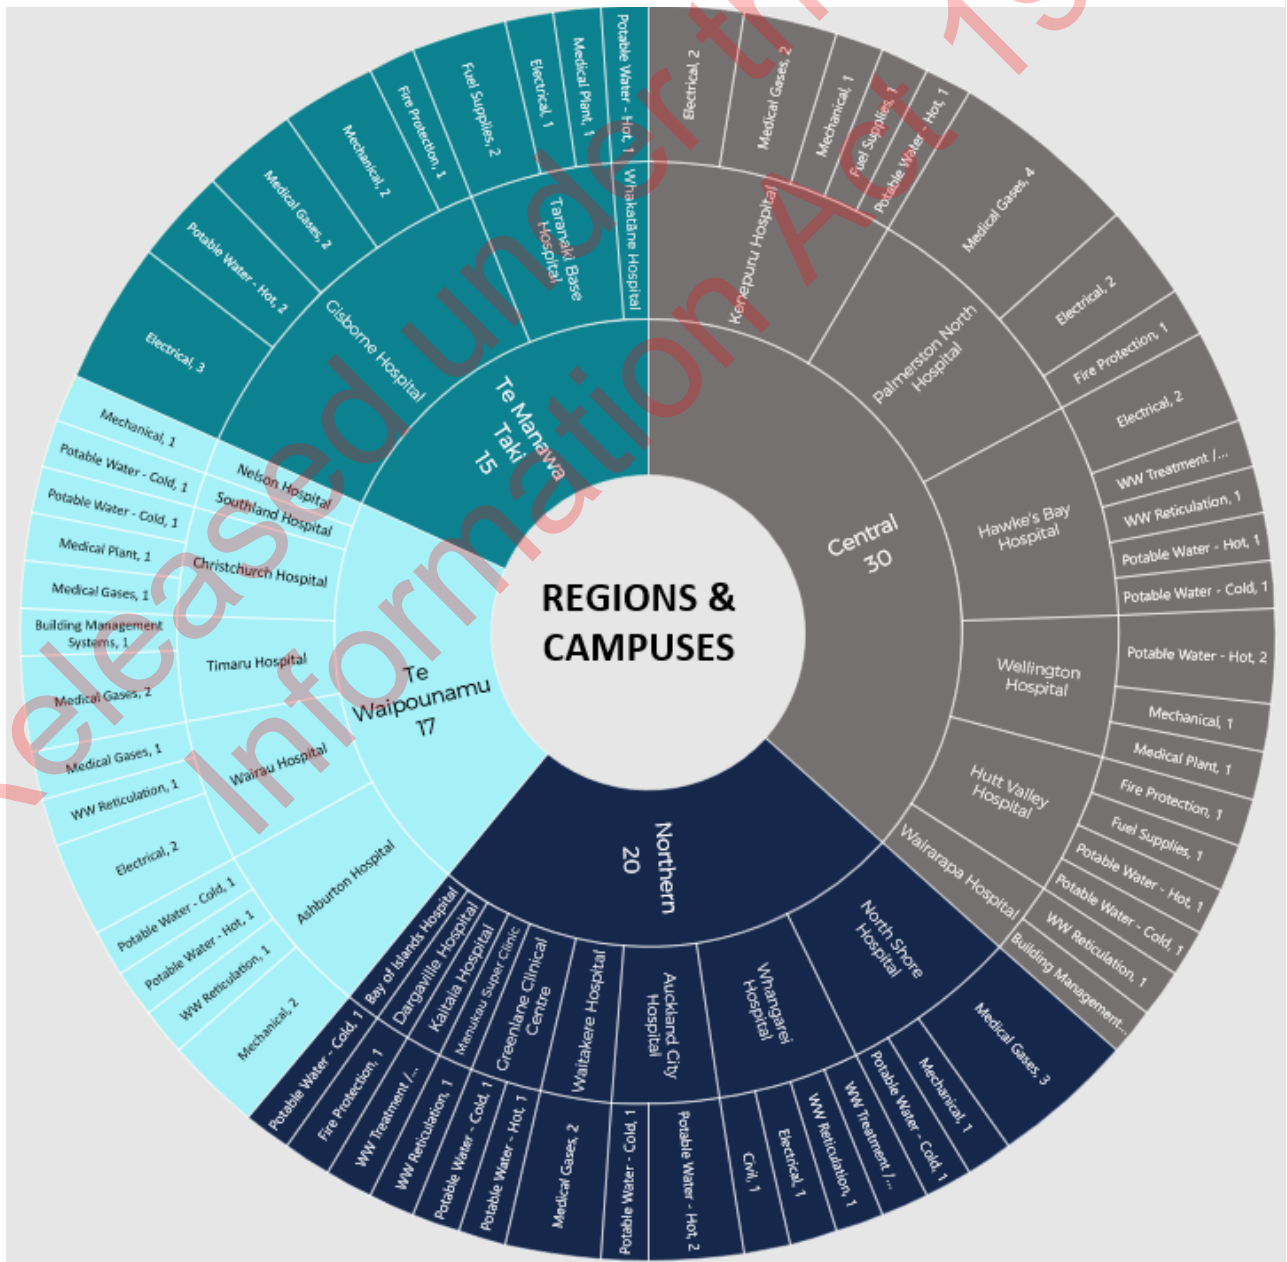 REGIONS &
CAMPUSES
Central
30
Kenepuru Hospital
Electrical, 2
Medical Gases, 2
Mechanical, 1
Fuel Supplies, 1
Potable Water - Hot, 1
Palmerston North
Hospital
Medical Gases, 4
Electrical, 2
Fire Protection, 1
Hawke's Bay
Hospital
Electrical, 2
WW Treatment /...
WW Reticulation, 1
Potable Water - Hot, 1
Potable Water - Cold, 1
Wellington
Hospital
Potable Water - Hot, 2
Mechanical, 1
Medical Plant, 1
Hutt Valley
Hospital
Fire Protection, 1
Fuel Supplies, 1
Potable Water - Hot, 1
Potable Water - Cold, 1
Wairarapa Hospital
WW Reticulation, 1
Building Management...
Northern
20
North Shore
Hospital
Medical Gases, 3
Mechanical, 1
Potable Water - Cold, 1
Whangarei
Hospital
WW Treatment /...
WW Reticulation, 1
Electrical, 1
Civil, 1
Auckland City
Hospital
Potable Water - Hot, 2
Potable Water - Cold, 1
Waitakere Hospital
Medical Gases, 2
Greenlane Clinical
Centre
Potable Water - Hot, 1
Potable Water - Cold, 1
Manukau Super Clinic
WW Reticulation, 1
Kaitaia Hospital
WW Treatment /...
Dargaville Hospital
Fire Protection, 1
Bay of Islands Hospital
Potable Water - Cold, 1
Te
Waipounamu
17
Ashburton Hospital
Mechanical, 2
WW Reticulation, 1
Potable Water - Hot, 1
Potable Water - Cold, 1
Wairau Hospital
Electrical, 2
WW Reticulation, 1
Medical Gases, 1
Timaru Hospital
Medical Gases, 2
Building Management
Systems, 1
Christchurch Hospital
Medical Gases, 1
Medical Plant, 1
Potable Water - Cold, 1
Southland Hospital
Potable Water - Cold, 1
Nelson Hospital
Mechanical, 1
Te Manawa
Taki
15
Gisborne Hospital
Electrical, 3
Potable Water - Hot, 2
Medical Gases, 2
Mechanical, 2
Fire Protection, 1
Taranaki Base
Hospital
Fuel Supplies, 2
Electrical, 1
Medical Plant, 1
Whakatāne Hospital
Potable Water - Hot, 1
Released under th
Information Act 19